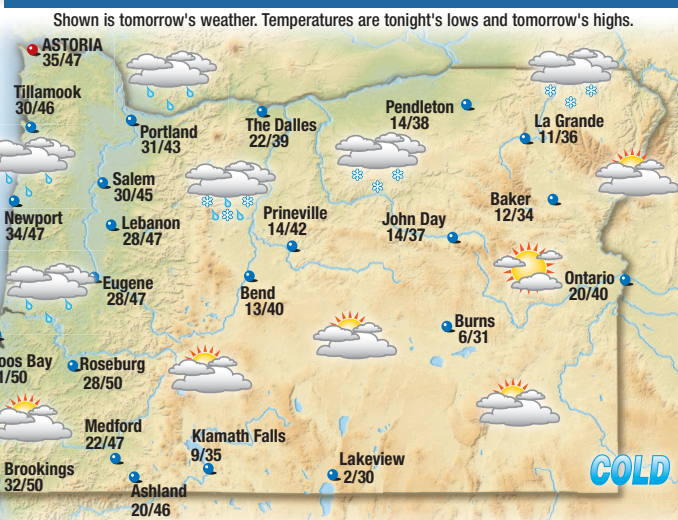 Shown is tomorrow's weather. Temperatures are tonight's lows and tomorrow's highs.
ASTORIA
35/47
Tillamook
30/46
Portland
31/43
The Dalles
22/39
Pendleton
14/38
La Grande
11/36
Salem
30/45
Newport
34/47
Lebanon
28/47
Prineville
14/42
John Day
14/37
Baker
12/34
Eugene
28/47
Bend
13/40
Ontario
20/40
Burns
6/31
oos Bay
/50
Roseburg
28/50
Medford
22/47
Klamath Falls
9/35
Lakeview
2/30
Brookings
32/50
Ashland
20/46
COLD